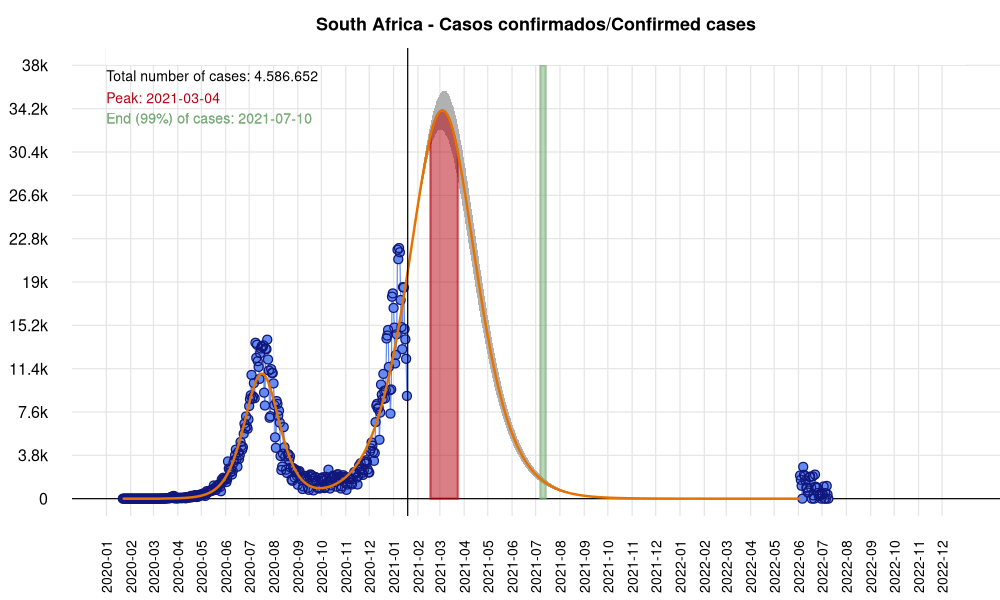 South Africa - Casos confirmados/Confirmed cases
Total number of cases: 4.586.652
Peak: 2021-03-04
End (99%) of cases: 2021-07-10
38k
34.2k
30.4k
26.6k
22.8k
19k
15.2k
11.4k
7.6k
3.8k
0
2020-01
2020-02
2020-03
2020-04
2020-05
2020-06
2020-07
2020-08
2020-09
2020-10
2020-11
2020-12
2021-01
2021-03
2021-04
2021-05
2021-06
2021-07
2021-08
2021-09
2021-10
2021-11
2021-12
2022-01
2022-02
2022-03
2022-04
2022-05
2022-06
2022-07
2022-08
2022-09
2022-10
2022-11
2022-12